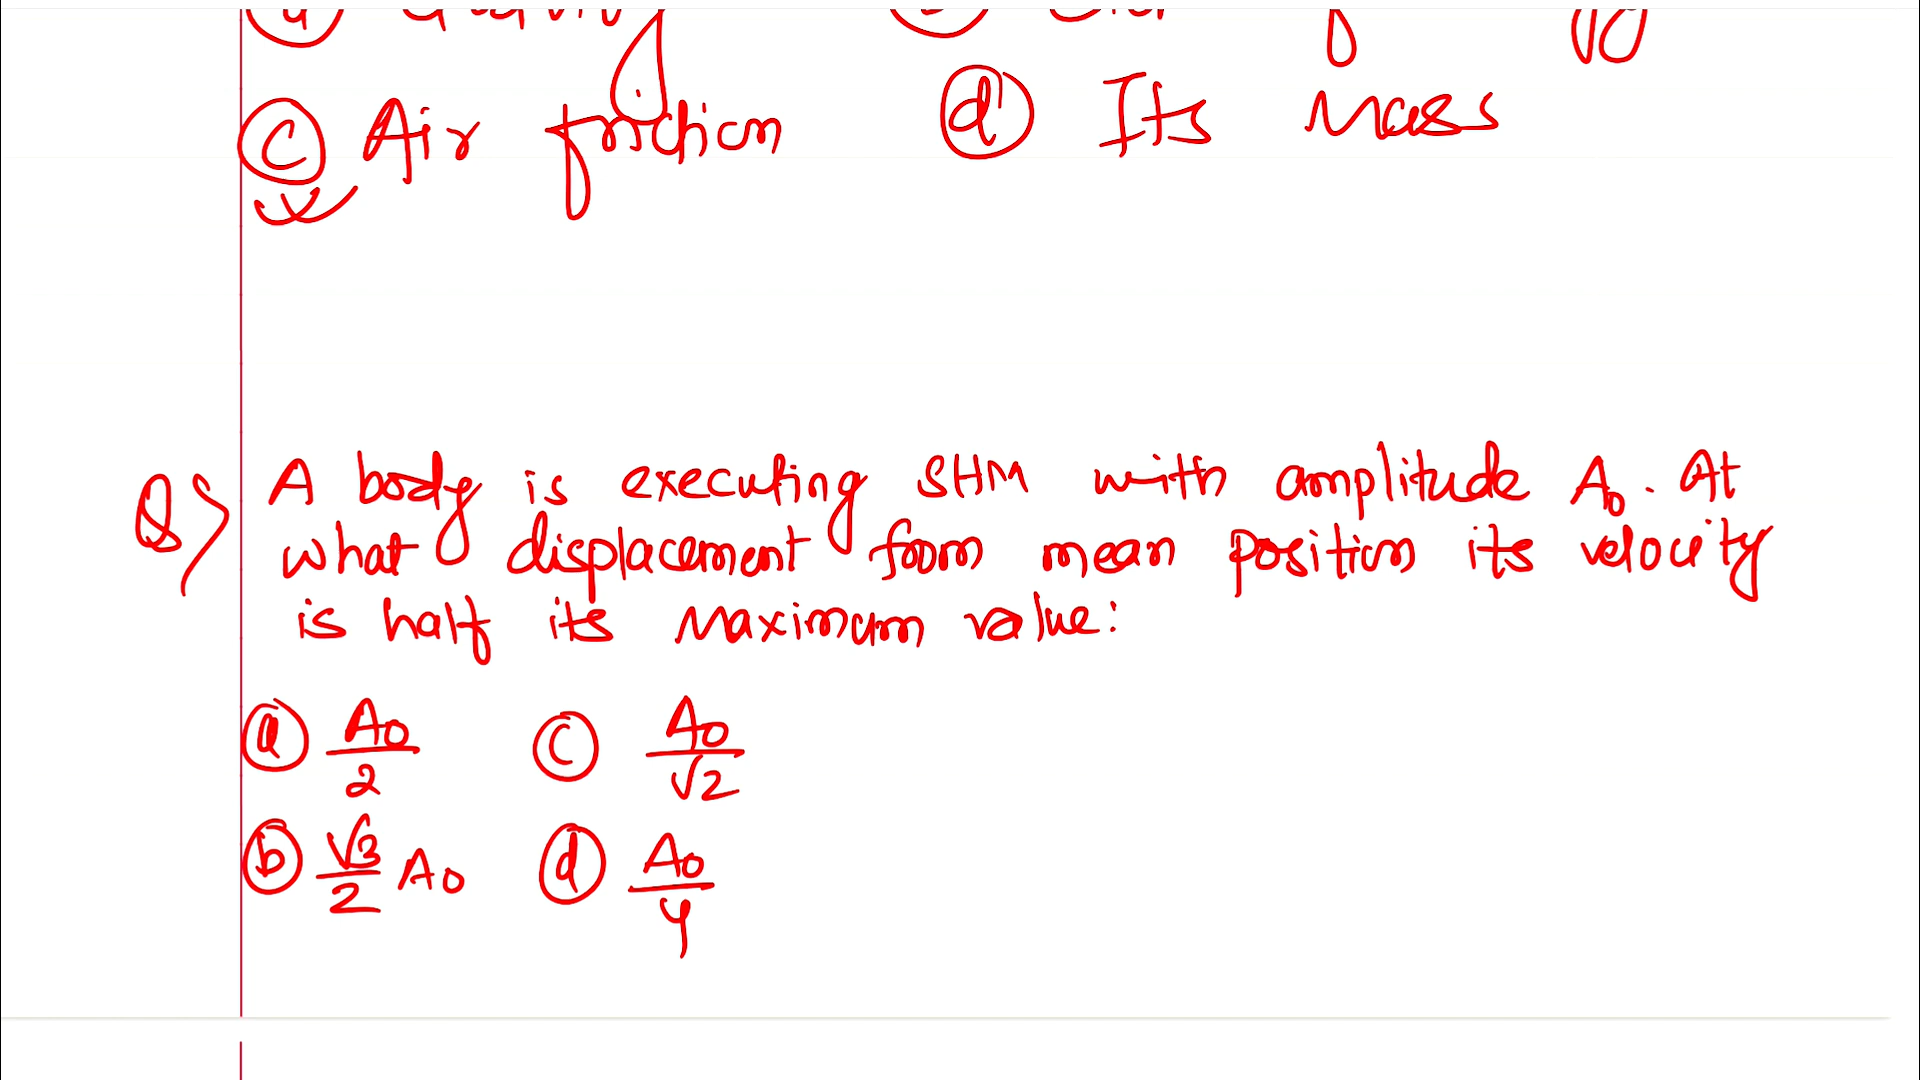 (c) Air friction (d) Its Mass
Q) A body is executing SHM with amplitude A₀. At
what displacement from mean position its velocity
is half its Maximum value:
(a) A₀/2 (c) A₀/√2
(b) √3/2 A₀ (d) A₀/4